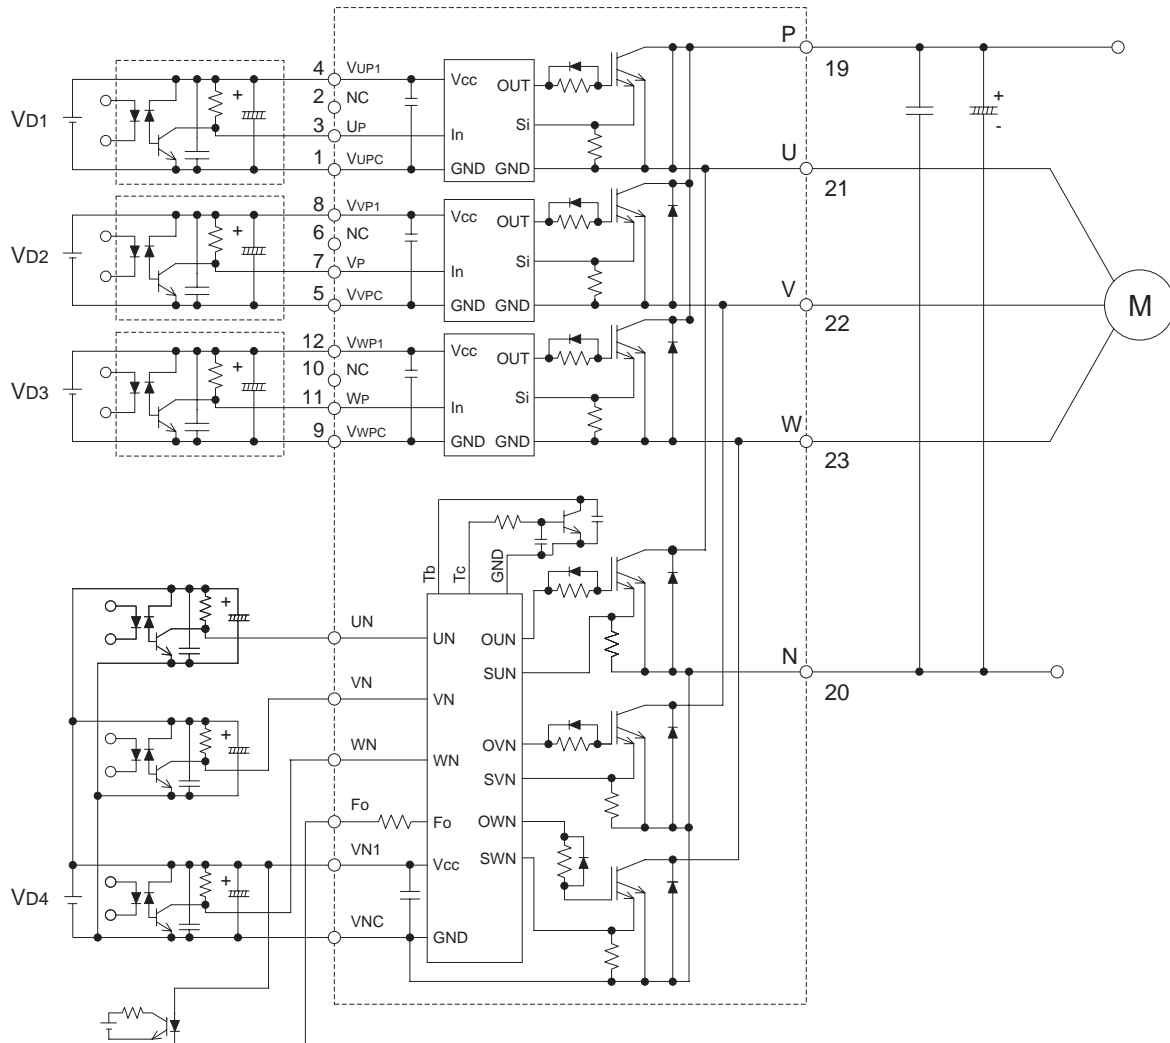 P
19
4 VUP1
Vcc
OUT
2 NC
VD1
+
3 UP
In
Si
1 VUPC
GND GND
U
21
+
-
8 VVP1
Vcc
OUT
6 NC
VD2
+
7 VP
In
Si
5 VVPC
GND GND
V
22
M
12 VWP1
Vcc
OUT
10 NC
VD3
+
11 WP
In
Si
9 VWPC
GND GND
W
23
Tb
Tc
GND
+
UN
UN
OUN
SUN
N
20
VN
VN
+
WN
WN
OVN
SVN
Fo
Fo
OWN
VN1
Vcc
SWN
VD4
+
VNC
GND